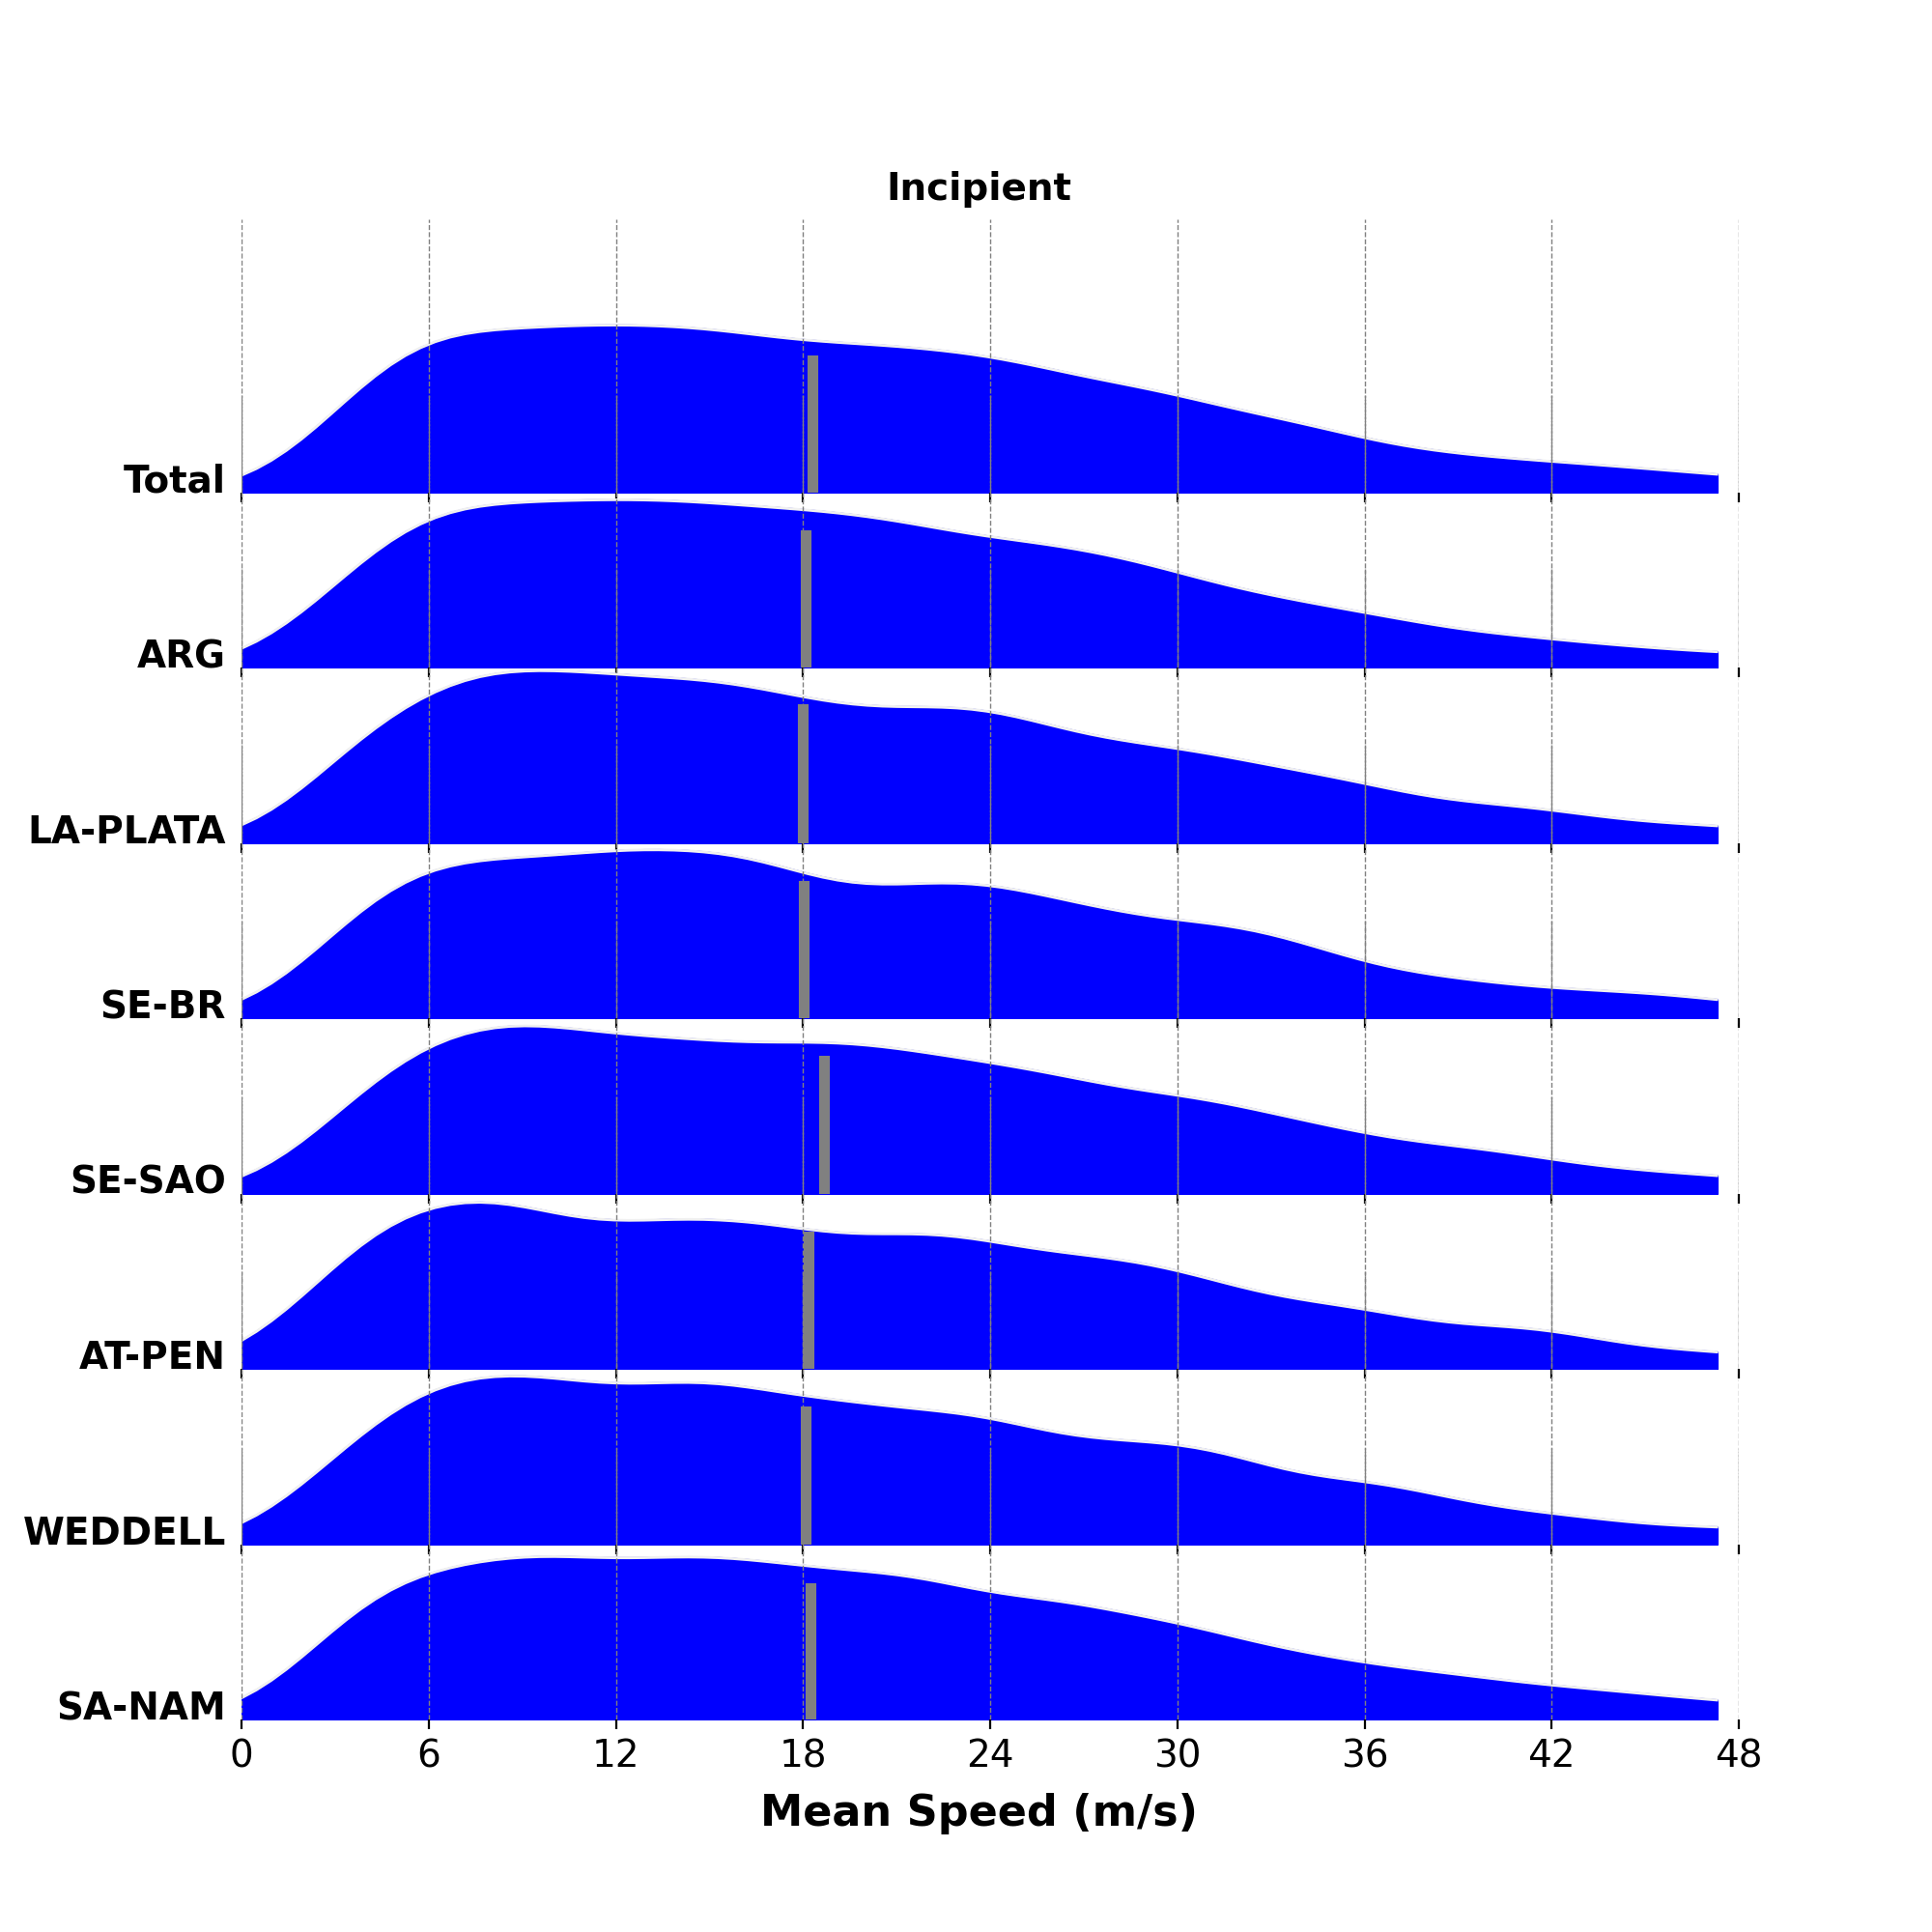 Incipient
Total
ARG
LA-PLATA
SE-BR
SE-SAO
AT-PEN
WEDDELL
SA-NAM
0 6 12 18 24 30 36 42 48
Mean Speed (m/s)